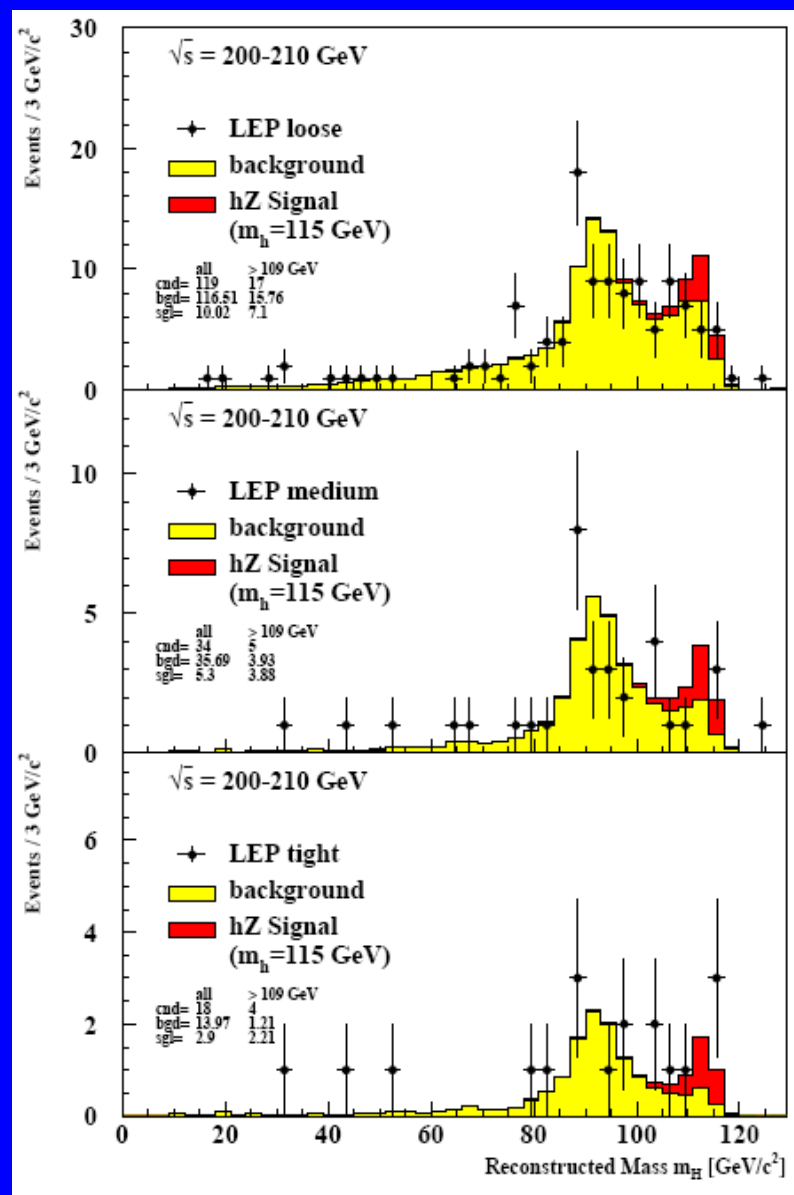 Events / 3 GeV/c²
30
20
10
0
√s = 200-210 GeV
LEP loose
background
hZ Signal
(m_h=115 GeV)
all > 109 GeV
cnd= 119 17
bgd= 116.51 15.76
sgl= 10.02 7.1
Events / 3 GeV/c²
10
5
0
√s = 200-210 GeV
LEP medium
background
hZ Signal
(m_h=115 GeV)
all > 109 GeV
cnd= 34 5
bgd= 35.69 3.93
sgl= 5.3 3.88
Events / 3 GeV/c²
6
4
2
0
√s = 200-210 GeV
LEP tight
background
hZ Signal
(m_h=115 GeV)
all > 109 GeV
cnd= 18 4
bgd= 13.97 1.21
sgl= 2.9 2.21
0 20 40 60 80 100 120
Reconstructed Mass m_H [GeV/c²]